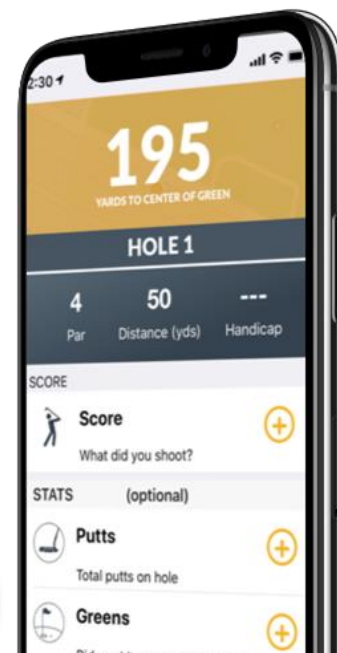 2:30
195
YARDS TO CENTER OF GREEN
HOLE 1
4 50 ---
Par Distance (yds) Handicap
SCORE
Score
What did you shoot?
STATS (optional)
Putts
Total putts on hole
Greens